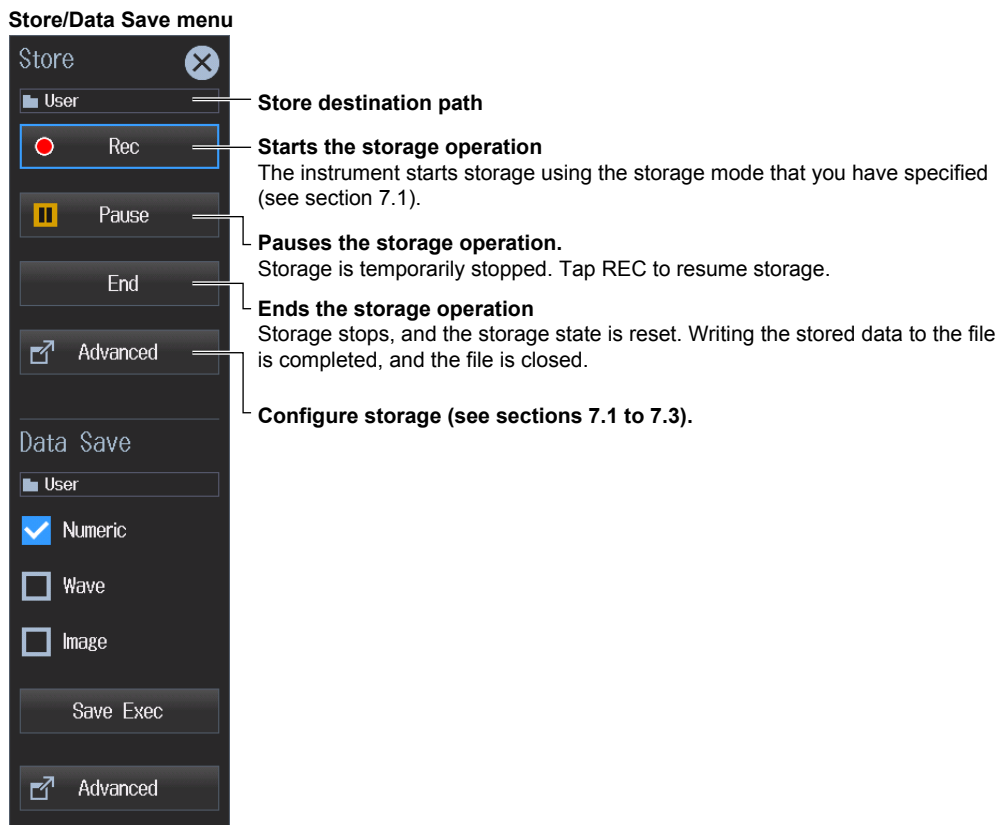 Store/Data Save menu
Store
User
Store destination path
Rec
Starts the storage operation
The instrument starts storage using the storage mode that you have specified
(see section 7.1).
Pause
Pauses the storage operation.
Storage is temporarily stopped. Tap REC to resume storage.
End
Ends the storage operation
Storage stops, and the storage state is reset. Writing the stored data to the file
is completed, and the file is closed.
Advanced
Configure storage (see sections 7.1 to 7.3).
Data Save
User
Numeric
Wave
Image
Save Exec
Advanced